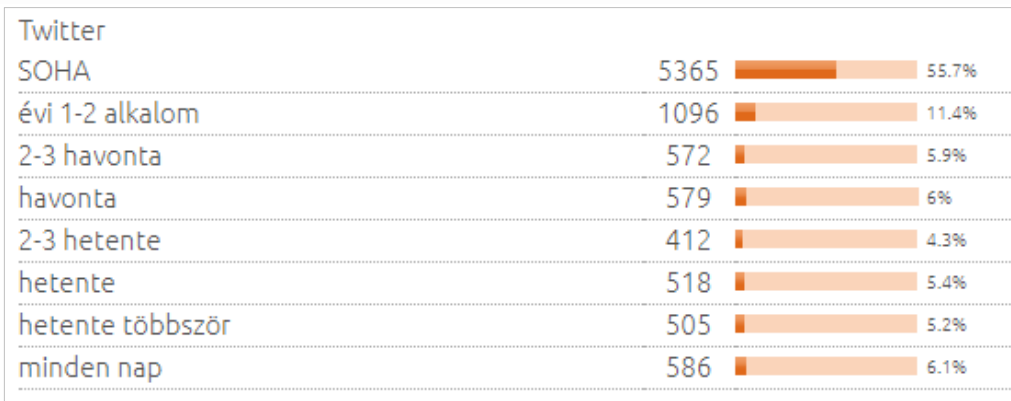 Twitter
SOHA 5365 55.7%
évi 1-2 alkalom 1096 11.4%
2-3 havonta 572 5.9%
havonta 579 6%
2-3 hetente 412 4.3%
hetente 518 5.4%
hetente többször 505 5.2%
minden nap 586 6.1%